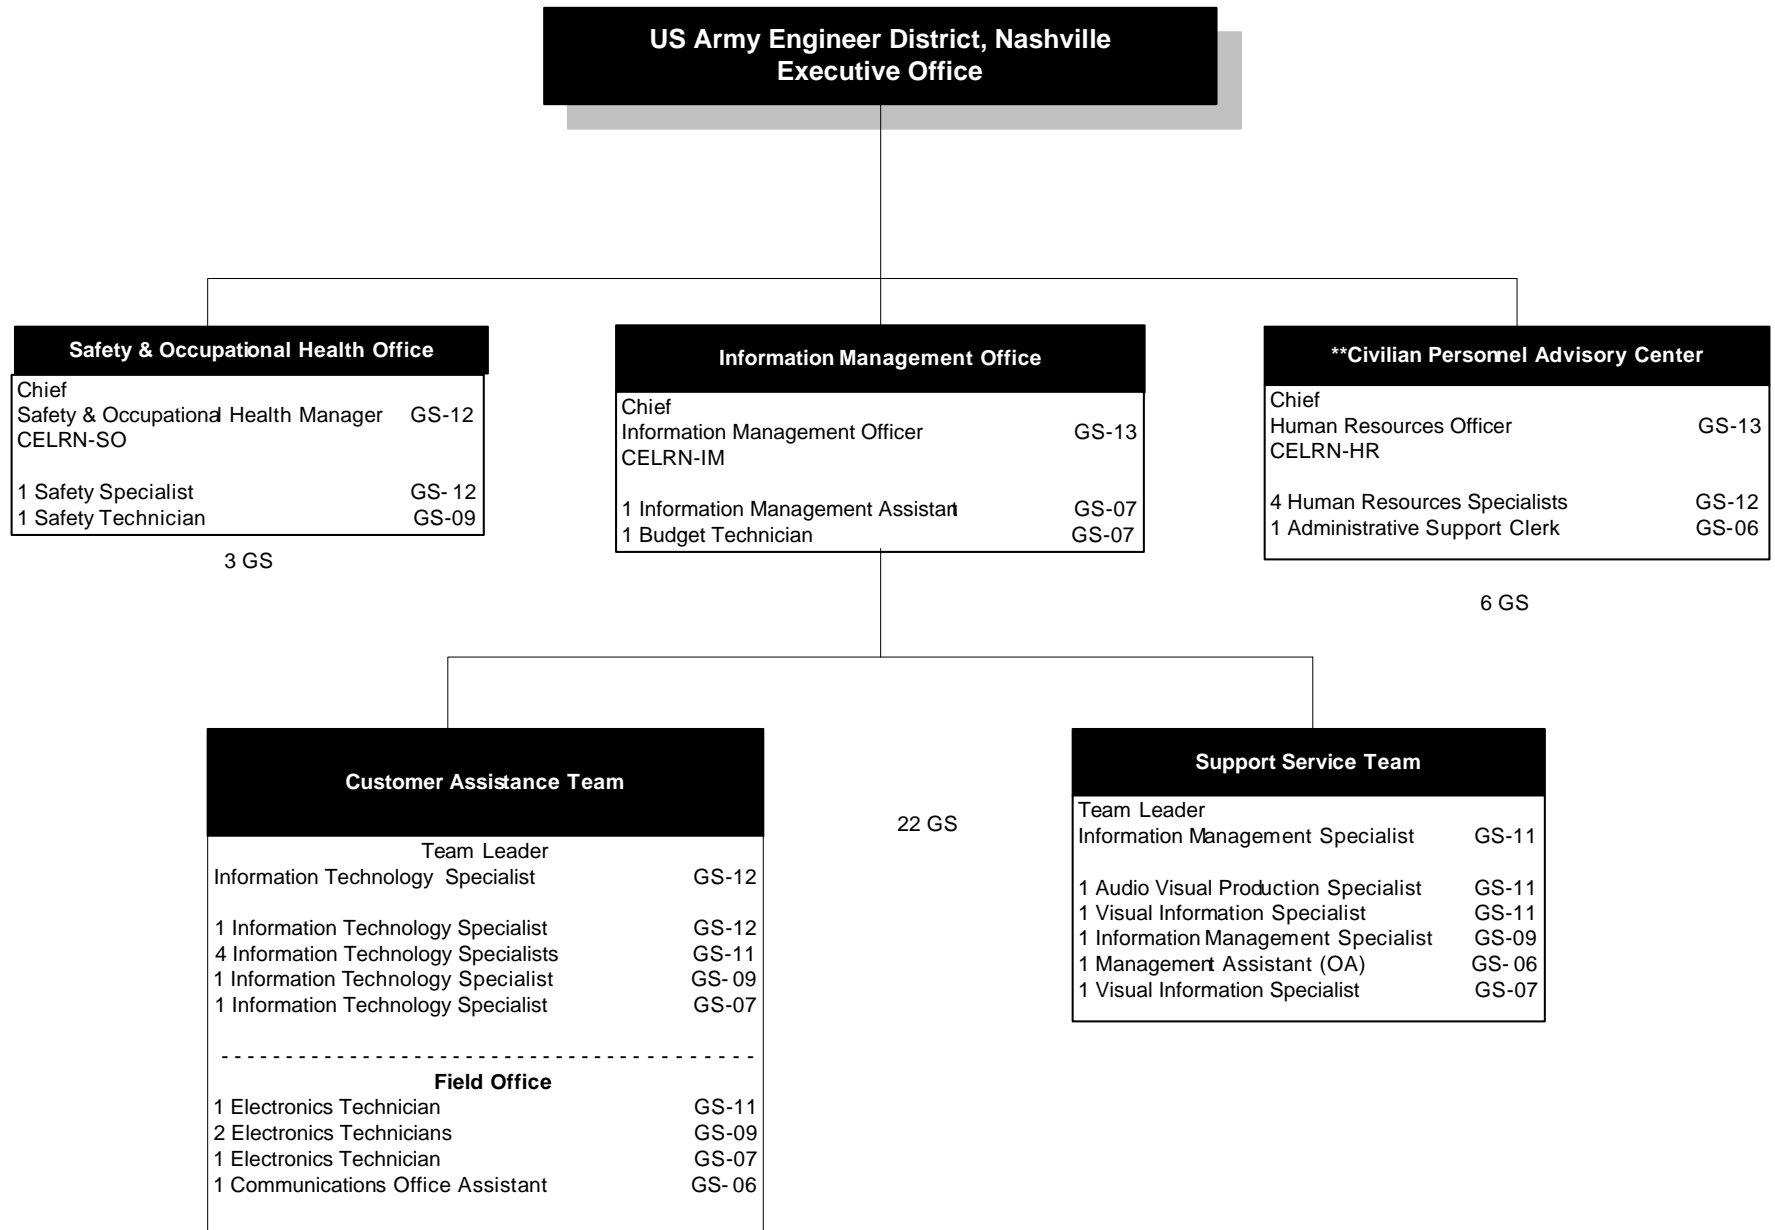 US Army Engineer District, Nashville
Executive Office
Safety & Occupational Health Office
Chief
Safety & Occupational Health Manager GS-12
CELRN-SO
1 Safety Specialist GS-12
1 Safety Technician GS-09
3 GS
Information Management Office
Chief
Information Management Officer GS-13
CELRN-IM
1 Information Management Assistant GS-07
1 Budget Technician GS-07
**Civilian Personnel Advisory Center
Chief
Human Resources Officer GS-13
CELRN-HR
4 Human Resources Specialists GS-12
1 Administrative Support Clerk GS-06
6 GS
Customer Assistance Team
Team Leader
Information Technology Specialist GS-12
1 Information Technology Specialist GS-12
4 Information Technology Specialists GS-11
1 Information Technology Specialist GS-09
1 Information Technology Specialist GS-07
Field Office
1 Electronics Technician GS-11
2 Electronics Technicians GS-09
1 Electronics Technician GS-07
1 Communications Office Assistant GS-06
22 GS
Support Service Team
Team Leader
Information Management Specialist GS-11
1 Audio Visual Production Specialist GS-11
1 Visual Information Specialist GS-11
1 Information Management Specialist GS-09
1 Management Assistant (OA) GS-06
1 Visual Information Specialist GS-07